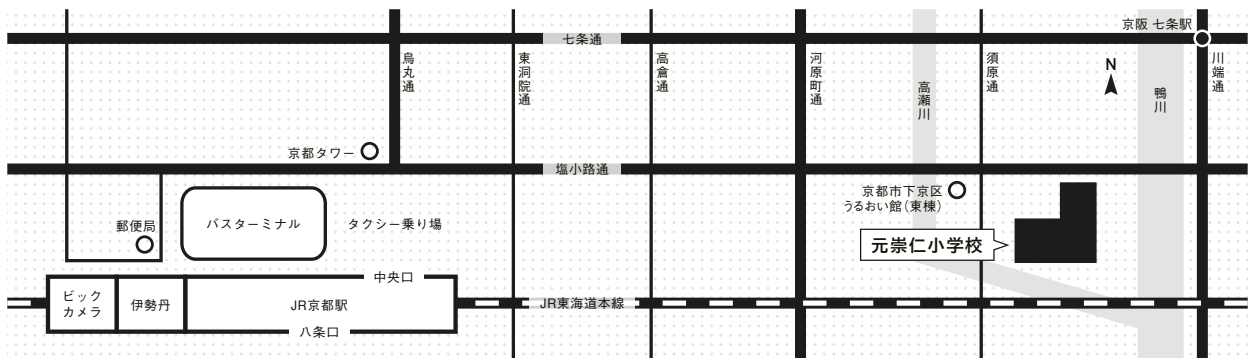 京阪 七条駅
七条通
烏丸通
東洞院通
高倉通
河原町通
高瀬川
須原通
N
鴨川
川端通
京都タワー
塩小路通
京都市下京区
うるおい館(東棟)
郵便局
バスターミナル
タクシー乗り場
元崇仁小学校
中央口
ビック
カメラ
伊勢丹
JR京都駅
JR東海道本線
八条口